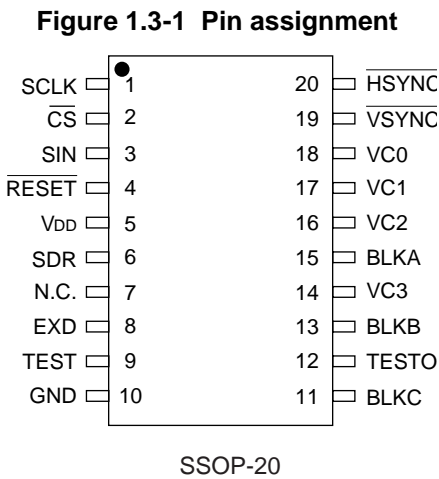 Figure 1.3-1 Pin assignment
SCLK 1 20 HSYNC
CS 2 19 VSYNC
SIN 3 18 VC0
RESET 4 17 VC1
VDD 5 16 VC2
SDR 6 15 BLKA
N.C. 7 14 VC3
EXD 8 13 BLKB
TEST 9 12 TESTO
GND 10 11 BLKC
SSOP-20